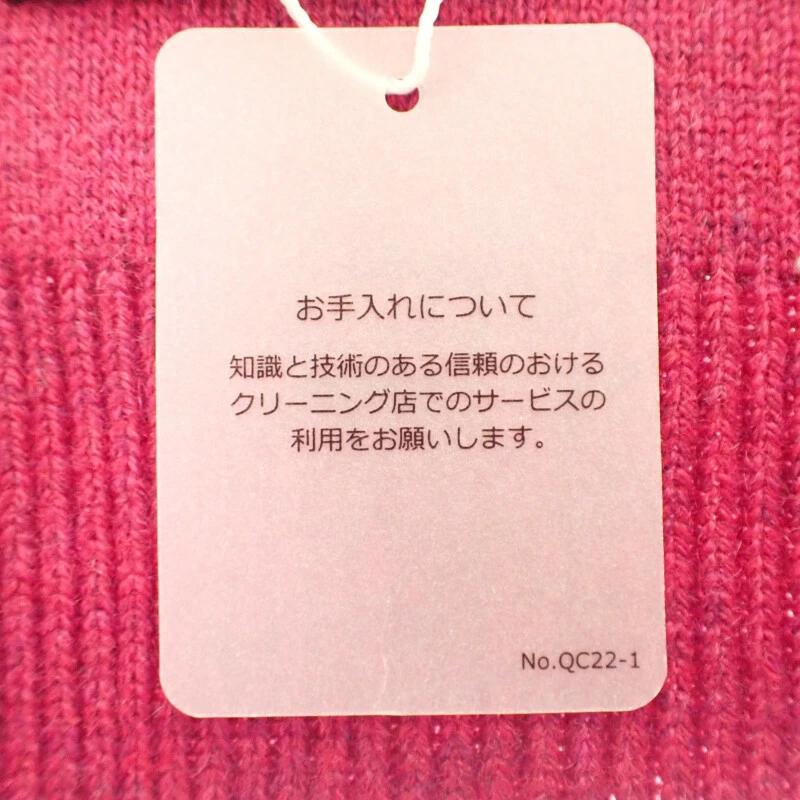 お手入れについて
知識と技術のある信頼のおける
クリーニング店でのサービスの
利用をお願いします。
No.QC22-1